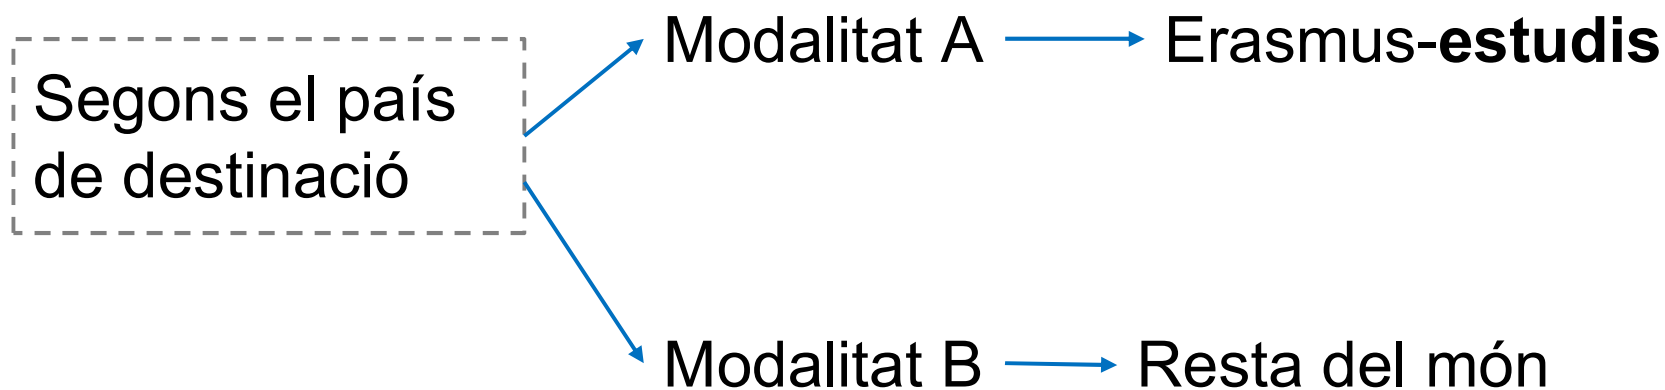 Segons el país
de destinació
Modalitat A
Erasmus-estudis
Modalitat B
Resta del món